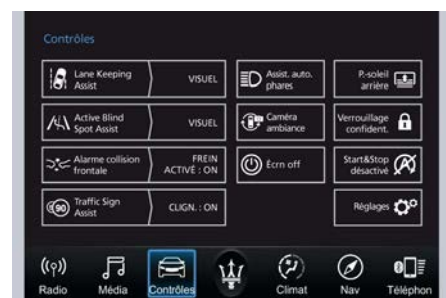 Contrôles
Lane Keeping
Assist
VISUEL
Assist. auto.
phares
P.-soleil
arrière
Active Blind
Spot Assist
VISUEL
Caméra
ambiance
Verrouillage
confident.
Alarme collision
frontale
FREIN
ACTIVÉ : ON
Écrn off
Start&Stop
désactivé
90
Traffic Sign
Assist
CLIGN. : ON
Réglages
Radio
Média
Contrôles
Climat
Nav
Téléphon